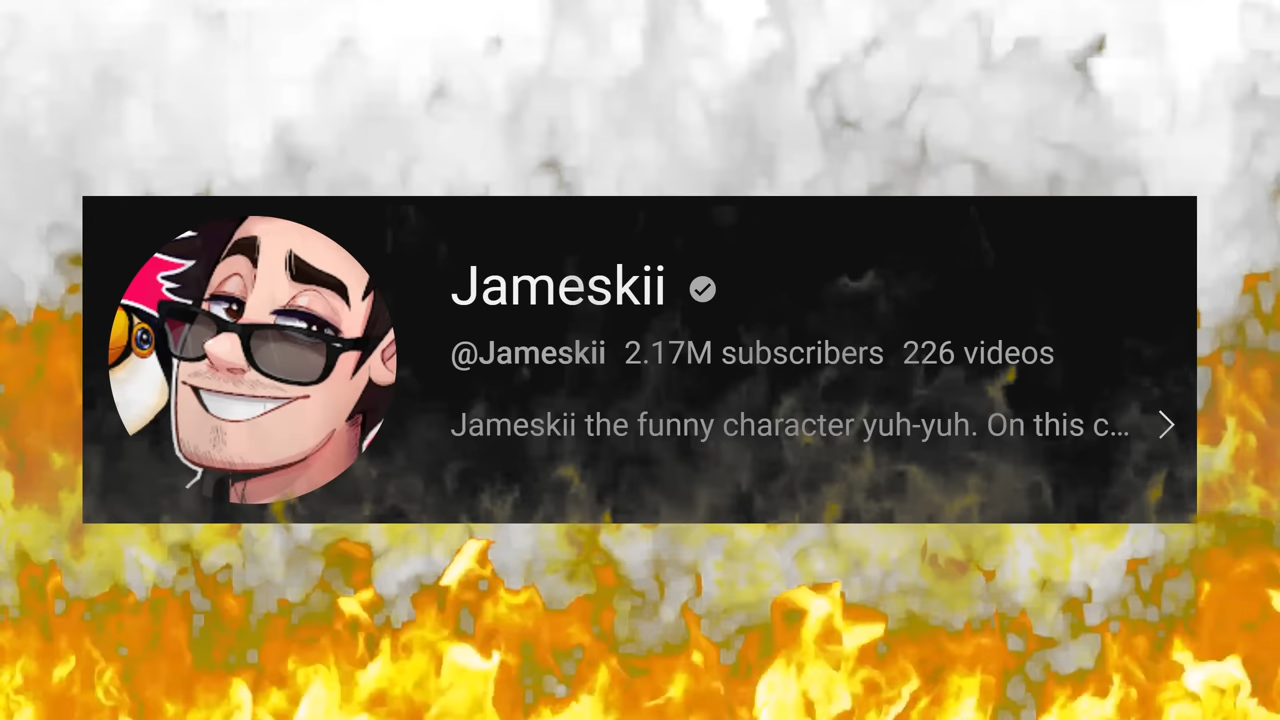 Jameskii
@Jameskii 2.17M subscribers 226 videos
Jameskii the funny character yuh-yuh. On this c...